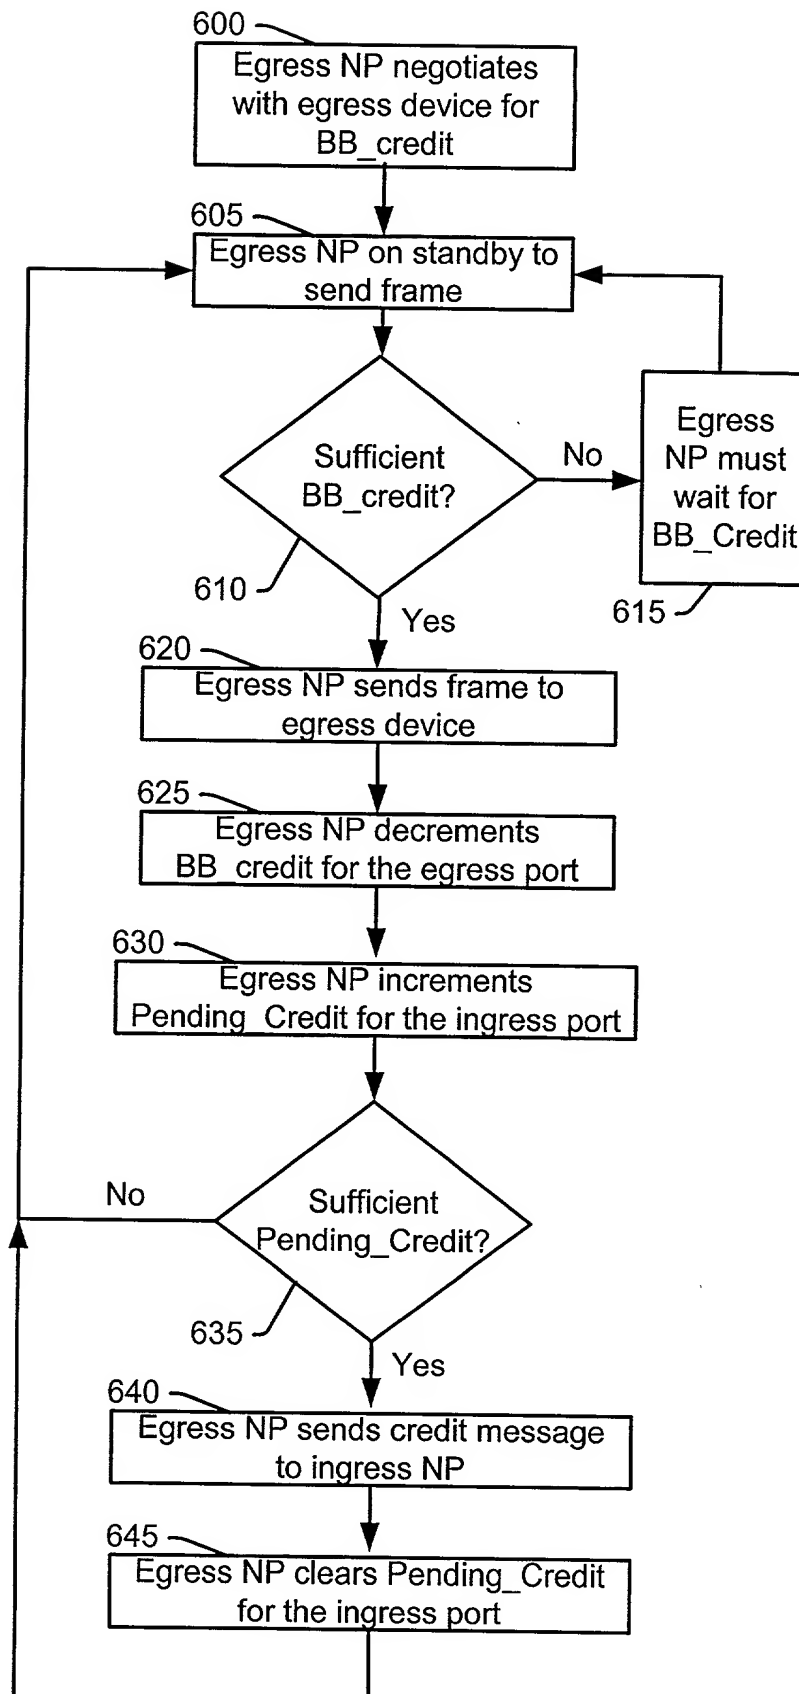 600
Egress NP negotiates
with egress device for
BB_credit
605
Egress NP on standby to
send frame
Sufficient
BB_credit?
No
Egress
NP must
wait for
BB_Credit
610
615
Yes
620
Egress NP sends frame to
egress device
625
Egress NP decrements
BB_credit for the egress port
630
Egress NP increments
Pending_Credit for the ingress port
No
Sufficient
Pending_Credit?
635
Yes
640
Egress NP sends credit message
to ingress NP
645
Egress NP clears Pending_Credit
for the ingress port